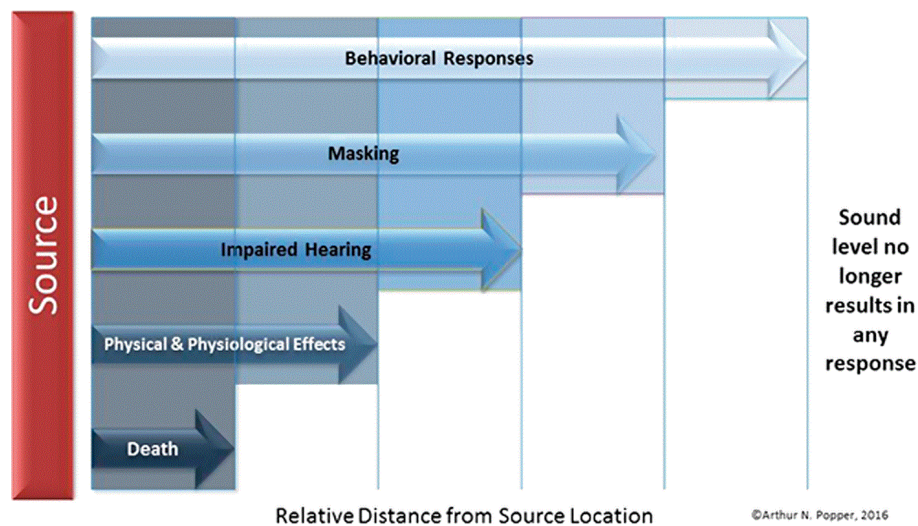 Source
Behavioral Responses
Masking
Impaired Hearing
Physical & Physiological Effects
Death
Sound
level no
longer
results in
any
response
Relative Distance from Source Location
©Arthur N. Popper, 2016